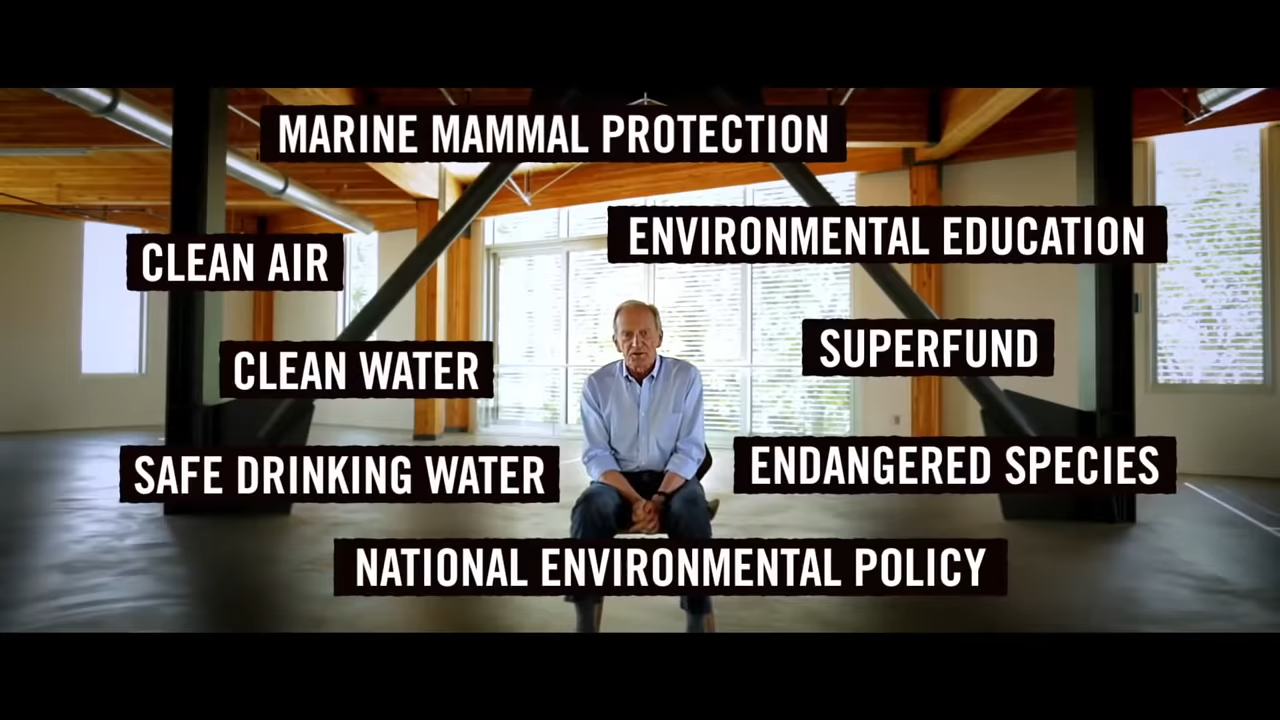 MARINE MAMMAL PROTECTION
ENVIRONMENTAL EDUCATION
CLEAN AIR
SUPERFUND
CLEAN WATER
ENDANGERED SPECIES
SAFE DRINKING WATER
NATIONAL ENVIRONMENTAL POLICY